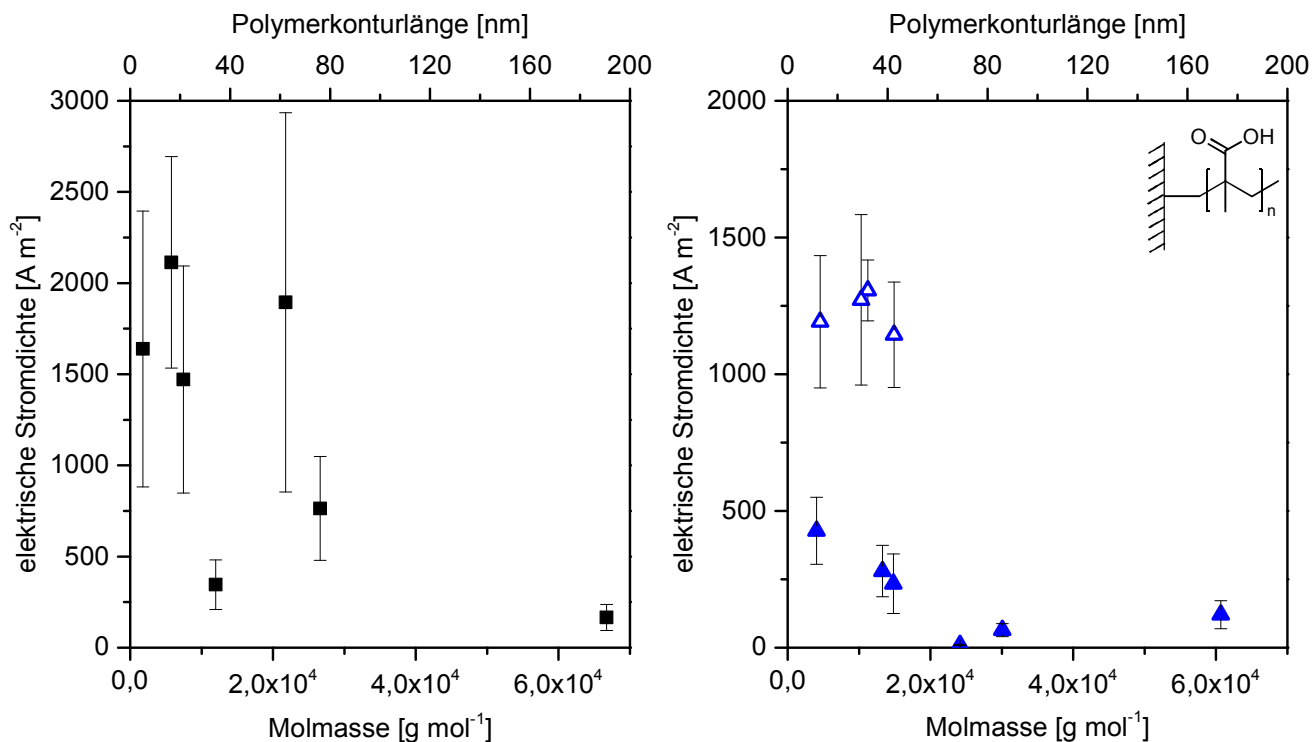 Polymerkonturlänge [nm]
0 40 80 120 160 200
3000
2500
2000
1500
1000
500
0
elektrische Stromdichte [A m⁻²]
0,0 2,0x10⁴ 4,0x10⁴ 6,0x10⁴
Molmasse [g mol⁻¹]
Polymerkonturlänge [nm]
0 40 80 120 160 200
2000
1500
1000
500
0
elektrische Stromdichte [A m⁻²]
O OH
n
0,0 2,0x10⁴ 4,0x10⁴ 6,0x10⁴
Molmasse [g mol⁻¹]